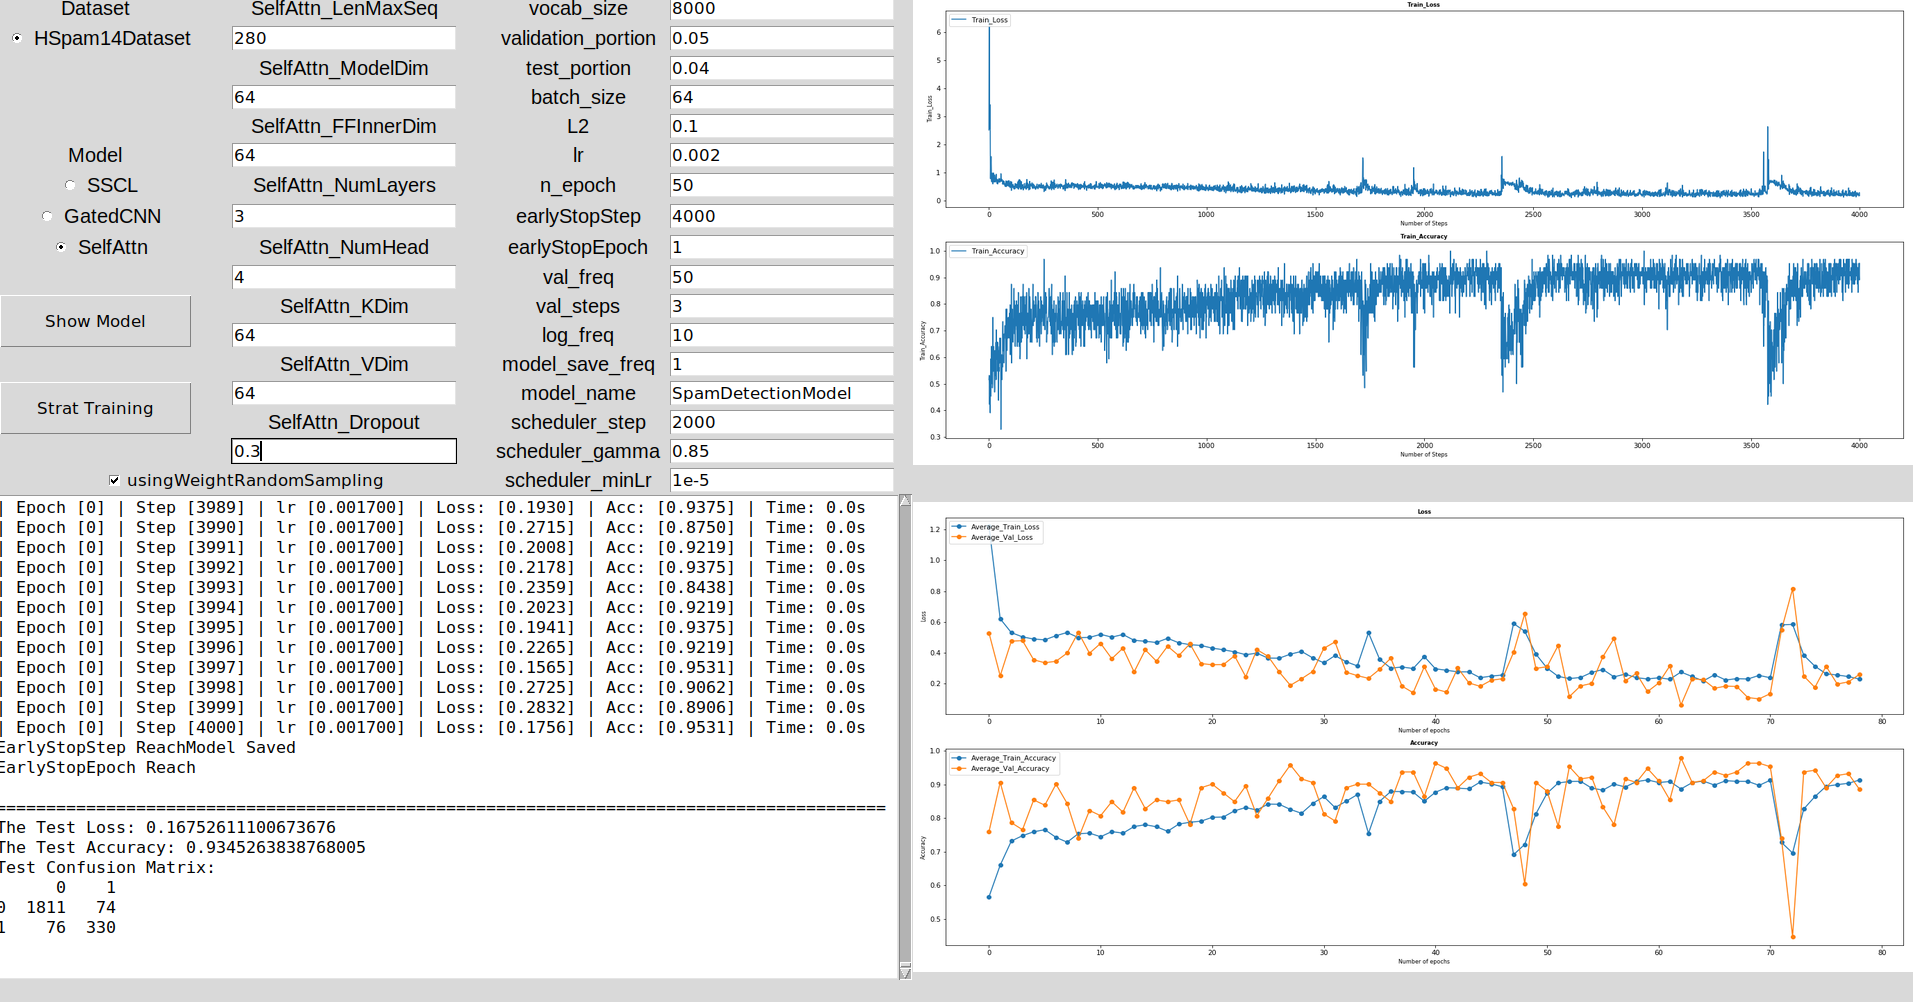 Dataset
HSpam14Dataset
Model
SSCL
GatedCNN
SelfAttn
Show Model
Strat Training
SelfAttn_LenMaxSeq
280
SelfAttn_ModelDim
64
SelfAttn_FFInnerDim
64
SelfAttn_NumLayers
3
SelfAttn_NumHead
4
SelfAttn_KDim
64
SelfAttn_VDim
64
SelfAttn_Dropout
0.3
usingWeightRandomSampling
vocab_size 8000
validation_portion 0.05
test_portion 0.04
batch_size 64
L2 0.1
lr 0.002
n_epoch 50
earlyStopStep 4000
earlyStopEpoch 1
val_freq 50
val_steps 3
log_freq 10
model_save_freq 1
model_name SpamDetectionModel
scheduler_step 2000
scheduler_gamma 0.85
scheduler_minLr 1e-5
| Epoch [0] | Step [3989] | lr [0.001700] | Loss: [0.1930] | Acc: [0.9375] | Time: 0.0s
| Epoch [0] | Step [3990] | lr [0.001700] | Loss: [0.2715] | Acc: [0.8750] | Time: 0.0s
| Epoch [0] | Step [3991] | lr [0.001700] | Loss: [0.2008] | Acc: [0.9219] | Time: 0.0s
| Epoch [0] | Step [3992] | lr [0.001700] | Loss: [0.2178] | Acc: [0.9375] | Time: 0.0s
| Epoch [0] | Step [3993] | lr [0.001700] | Loss: [0.2359] | Acc: [0.8438] | Time: 0.0s
| Epoch [0] | Step [3994] | lr [0.001700] | Loss: [0.2023] | Acc: [0.9219] | Time: 0.0s
| Epoch [0] | Step [3995] | lr [0.001700] | Loss: [0.1941] | Acc: [0.9375] | Time: 0.0s
| Epoch [0] | Step [3996] | lr [0.001700] | Loss: [0.2265] | Acc: [0.9219] | Time: 0.0s
| Epoch [0] | Step [3997] | lr [0.001700] | Loss: [0.1565] | Acc: [0.9531] | Time: 0.0s
| Epoch [0] | Step [3998] | lr [0.001700] | Loss: [0.2725] | Acc: [0.9062] | Time: 0.0s
| Epoch [0] | Step [3999] | lr [0.001700] | Loss: [0.2832] | Acc: [0.8906] | Time: 0.0s
| Epoch [0] | Step [4000] | lr [0.001700] | Loss: [0.1756] | Acc: [0.9531] | Time: 0.0s
EarlyStopStep ReachModel Saved
EarlyStopEpoch Reach
=========================================================================================
The Test Loss: 0.16752611100673676
The Test Accuracy: 0.9345263838768005
Test Confusion Matrix:
0 1
0 1811 74
1 76 330
Train_Loss
Train_Loss
Train_Loss
6
5
4
3
2
1
0
0 500 1000 1500 2000 2500 3000 3500 4000
Number of Steps
Train_Accuracy
Train_Accuracy
Train_Accuracy
1.0
0.9
0.8
0.7
0.6
0.5
0.4
0.3
0 500 1000 1500 2000 2500 3000 3500 4000
Number of Steps
Loss
Average_Train_Loss
Average_Val_Loss
Loss
1.2
1.0
0.8
0.6
0.4
0.2
0 10 20 30 40 50 60 70 80
Number of epochs
Accuracy
Average_Train_Accuracy
Average_Val_Accuracy
Accuracy
1.0
0.9
0.8
0.7
0.6
0.5
0 10 20 30 40 50 60 70 80
Number of epochs